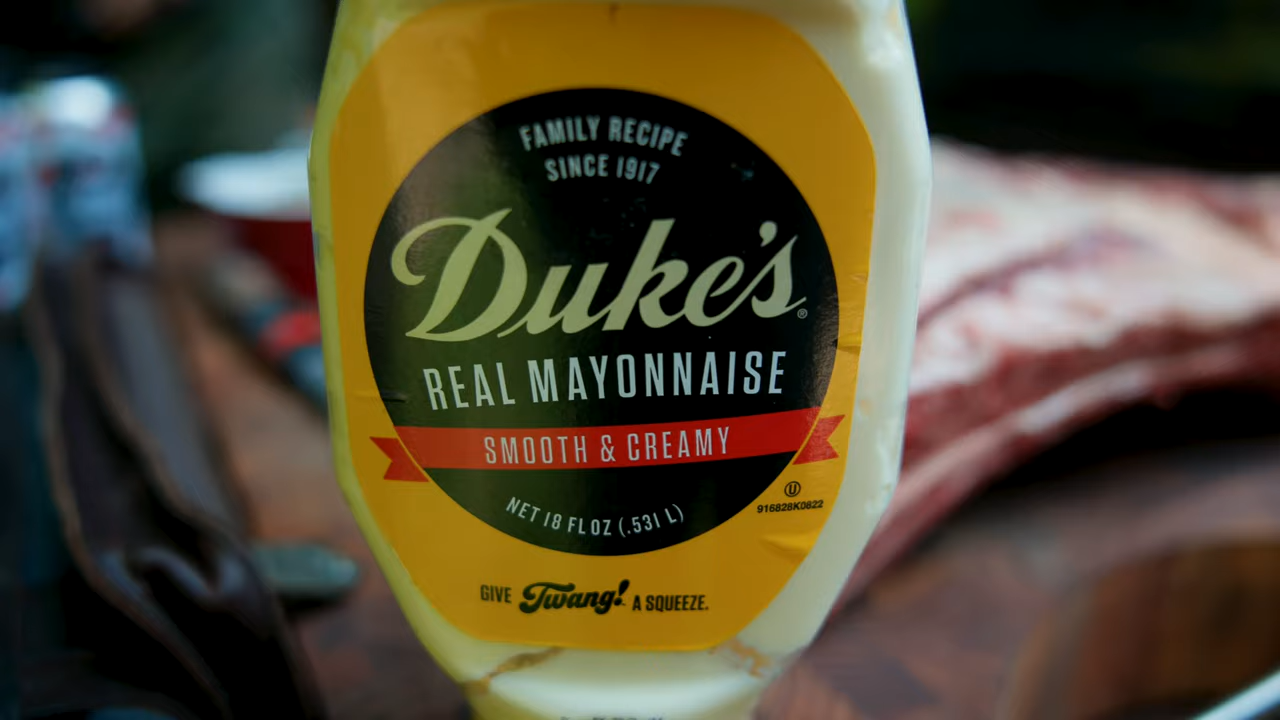 FAMILY RECIPE
SINCE 1917
Duke's®
REAL MAYONNAISE
SMOOTH & CREAMY
NET 18 FL OZ (.531 L)
U
916828K0822
GIVE Twang! A SQUEEZE.